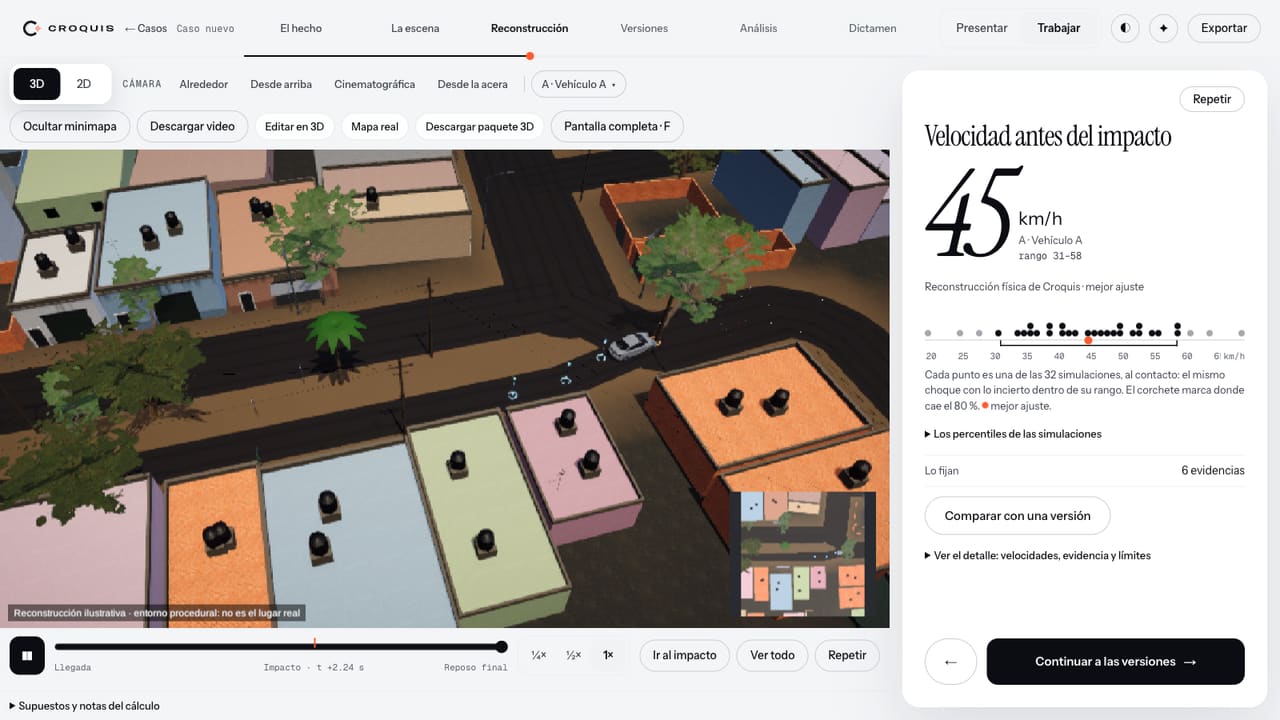 CROQUIS ← Casos Caso nuevo El hecho La escena Reconstrucción Versiones Análisis Dictamen Presentar Trabajar Exportar
3D 2D CÁMARA Alrededor Desde arriba Cinematográfica Desde la acera A · Vehículo A
Ocultar minimapa Descargar video Editar en 3D Mapa real Descargar paquete 3D Pantalla completa · F
Reconstrucción ilustrativa - entorno procedural: no es el lugar real
Llegada Impacto · t +2.24 s Reposo final
¼× ½× 1× Ir al impacto Ver todo Repetir
▶ Supuestos y notas del cálculo
Repetir
Velocidad antes del impacto
45 km/h
A · Vehículo A
rango 31–58
Reconstrucción física de Croquis · mejor ajuste
20 25 30 35 40 45 50 55 60 km/h
Cada punto es una de las 32 simulaciones, al contacto: el mismo
choque con lo incierto dentro de su rango. El corchete marca donde
cae el 80 %. mejor ajuste.
▶ Los percentiles de las simulaciones
Lo fijan 6 evidencias
Comparar con una versión
▶ Ver el detalle: velocidades, evidencia y límites
← Continuar a las versiones →